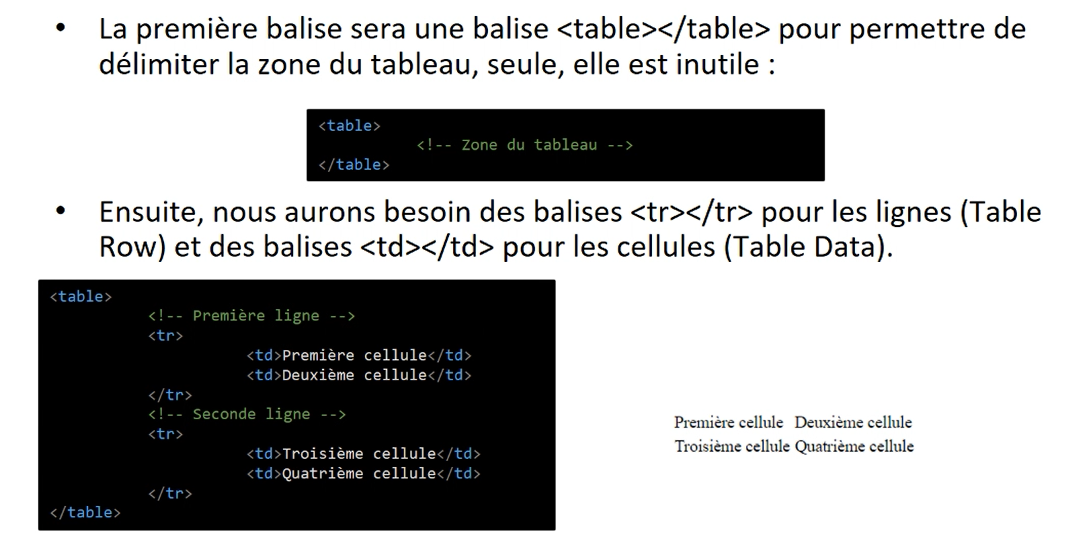 • La première balise sera une balise <table></table> pour permettre de
délimiter la zone du tableau, seule, elle est inutile :
<table>
<!-- Zone du tableau -->
</table>
• Ensuite, nous aurons besoin des balises <tr></tr> pour les lignes (Table
Row) et des balises <td></td> pour les cellules (Table Data).
<table>
<!-- Première ligne -->
<tr>
<td>Première cellule</td>
<td>Deuxième cellule</td>
</tr>
<!-- Seconde ligne -->
<tr>
<td>Troisième cellule</td>
<td>Quatrième cellule</td>
</tr>
</table>
Première cellule Deuxième cellule
Troisième cellule Quatrième cellule